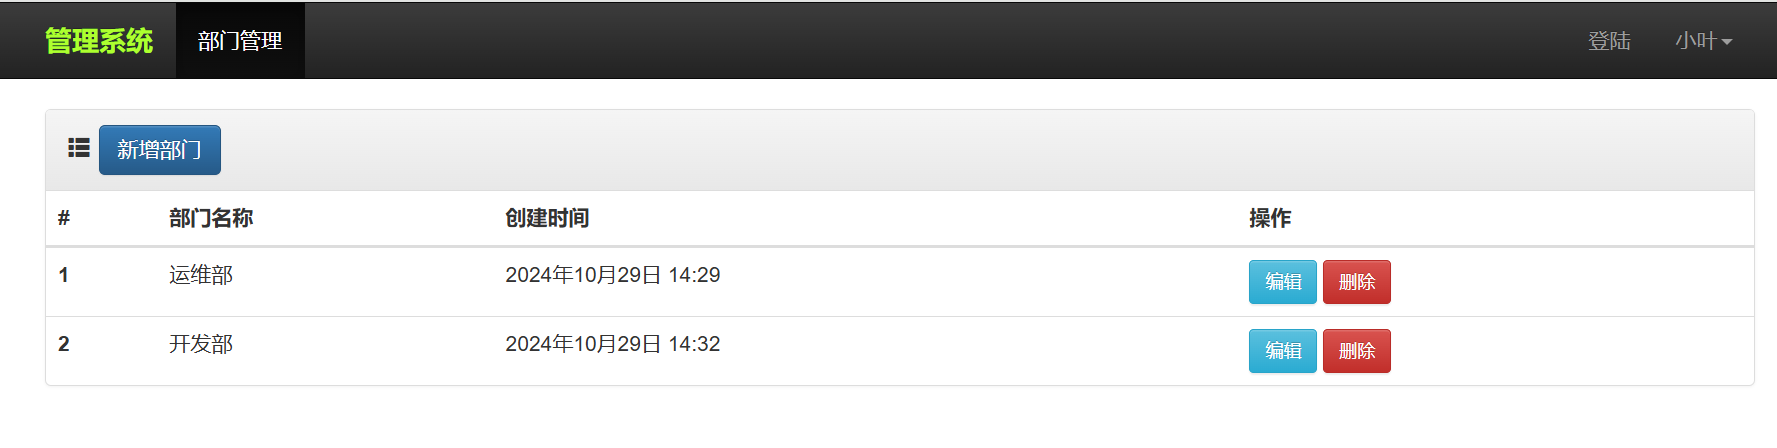 管理系统 部门管理 登陆 小叶
新增部门
# 部门名称 创建时间 操作
1 运维部 2024年10月29日 14:29 编辑 删除
2 开发部 2024年10月29日 14:32 编辑 删除